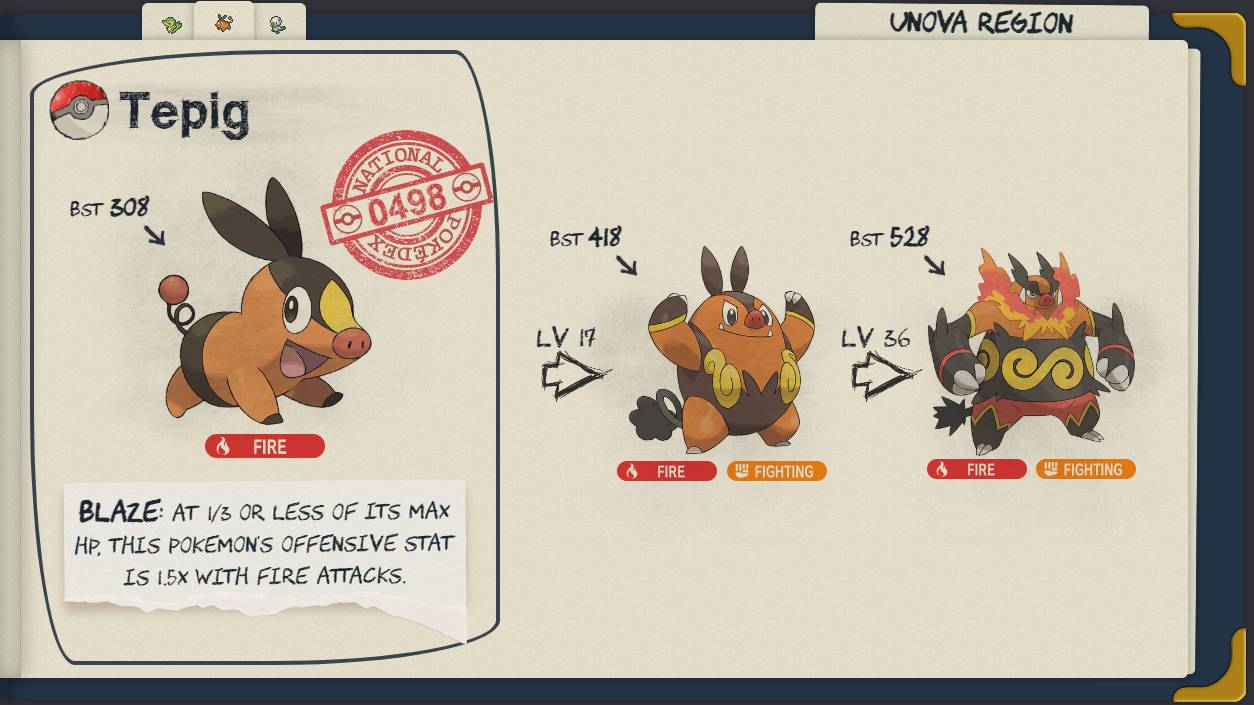 UNOVA REGION
Tepig
NATIONAL
0498
POKÉDEX
BST 308
FIRE
BLAZE: AT 1/3 OR LESS OF ITS MAX
HP, THIS POKEMON'S OFFENSIVE STAT
IS 1.5X WITH FIRE ATTACKS.
LV 17
BST 418
FIRE
FIGHTING
LV 36
BST 528
FIRE
FIGHTING